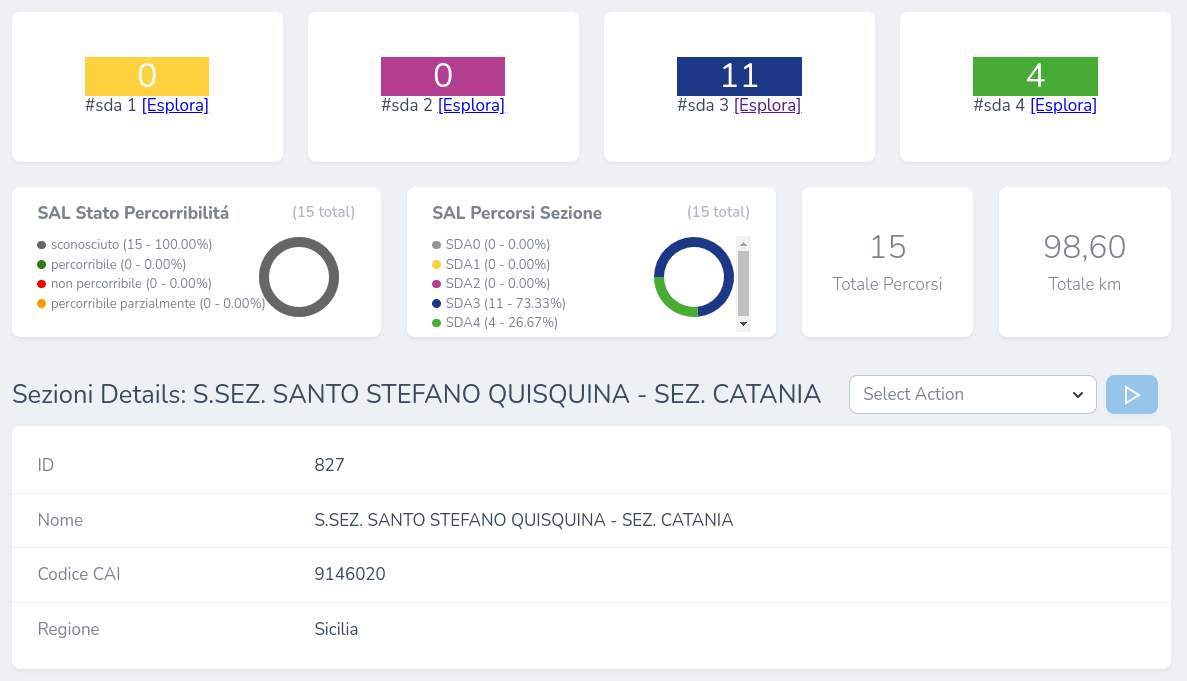 0
#sda 1 [Esplora]
0
#sda 2 [Esplora]
11
#sda 3 [Esplora]
4
#sda 4 [Esplora]
SAL Stato Percorribilitá (15 total)
sconosciuto (15 - 100.00%)
percorribile (0 - 0.00%)
non percorribile (0 - 0.00%)
percorribile parzialmente (0 - 0.00%)
SAL Percorsi Sezione (15 total)
SDA0 (0 - 0.00%)
SDA1 (0 - 0.00%)
SDA2 (0 - 0.00%)
SDA3 (11 - 73.33%)
SDA4 (4 - 26.67%)
15
Totale Percorsi
98,60
Totale km
Sezioni Details: S.SEZ. SANTO STEFANO QUISQUINA - SEZ. CATANIA
Select Action
ID 827
Nome S.SEZ. SANTO STEFANO QUISQUINA - SEZ. CATANIA
Codice CAI 9146020
Regione Sicilia